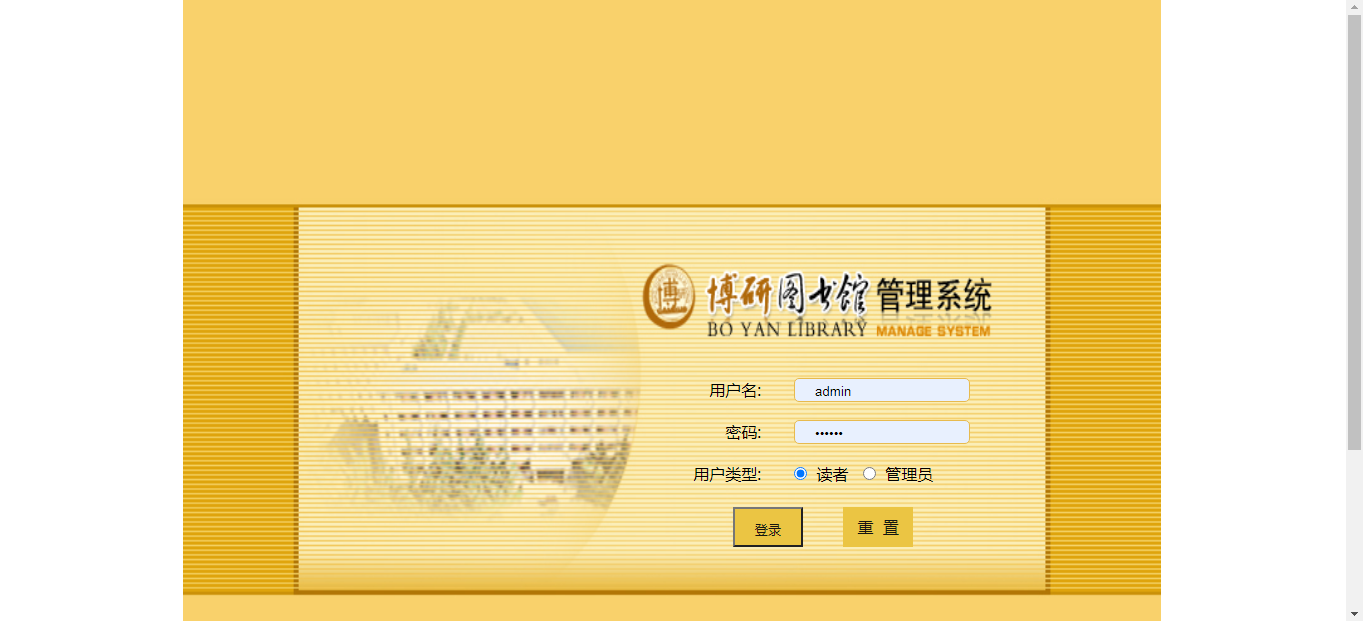 博研图书馆管理系统
BO YAN LIBRARY MANAGE SYSTEM
用户名: admin
密码: ••••••
用户类型: 读者 管理员
登录 重 置